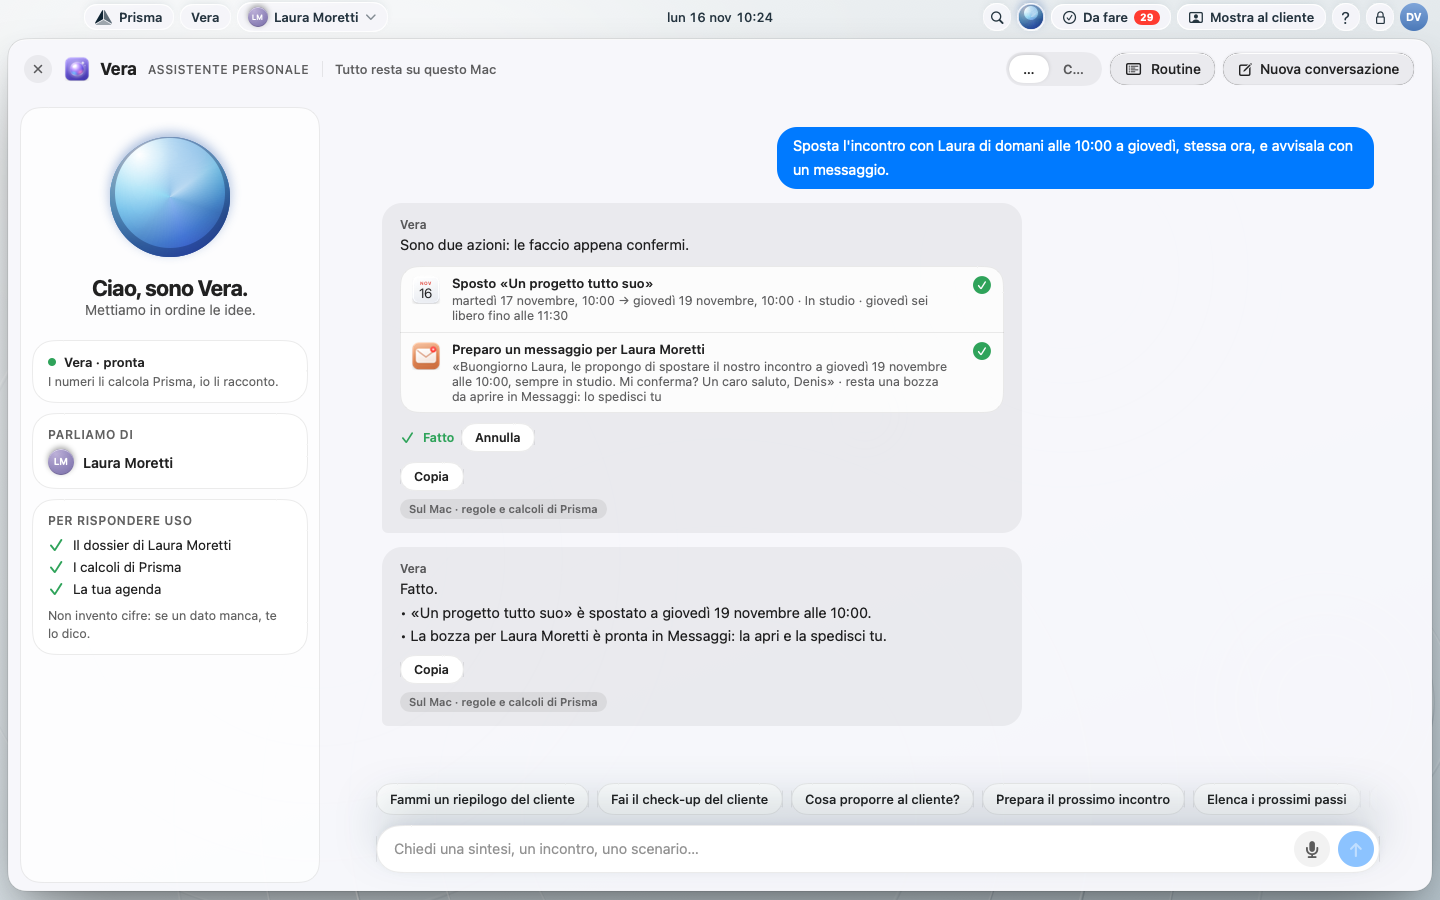 Prisma
Vera
LM
Laura Moretti
lun 16 nov 10:24
Da fare 29
Mostra al cliente
?
DV
Vera
ASSISTENTE PERSONALE
Tutto resta su questo Mac
...
C...
Routine
Nuova conversazione
Ciao, sono Vera.
Mettiamo in ordine le idee.
Vera · pronta
I numeri li calcola Prisma, io li racconto.
PARLIAMO DI
LM
Laura Moretti
PER RISPONDERE USO
Il dossier di Laura Moretti
I calcoli di Prisma
La tua agenda
Non invento cifre: se un dato manca, te
lo dico.
Sposta l'incontro con Laura di domani alle 10:00 a giovedì, stessa ora, e avvisala con
un messaggio.
Vera
Sono due azioni: le faccio appena confermi.
NOV
16
Sposto «Un progetto tutto suo»
martedì 17 novembre, 10:00 → giovedì 19 novembre, 10:00 · In studio · giovedì sei
libero fino alle 11:30
Preparo un messaggio per Laura Moretti
«Buongiorno Laura, le propongo di spostare il nostro incontro a giovedì 19 novembre
alle 10:00, sempre in studio. Mi conferma? Un caro saluto, Denis» · resta una bozza
da aprire in Messaggi: lo spedisci tu
Fatto
Annulla
Copia
Sul Mac · regole e calcoli di Prisma
Vera
Fatto.
• «Un progetto tutto suo» è spostato a giovedì 19 novembre alle 10:00.
• La bozza per Laura Moretti è pronta in Messaggi: la apri e la spedisci tu.
Copia
Sul Mac · regole e calcoli di Prisma
Fammi un riepilogo del cliente
Fai il check-up del cliente
Cosa proporre al cliente?
Prepara il prossimo incontro
Elenca i prossimi passi
Chiedi una sintesi, un incontro, uno scenario...